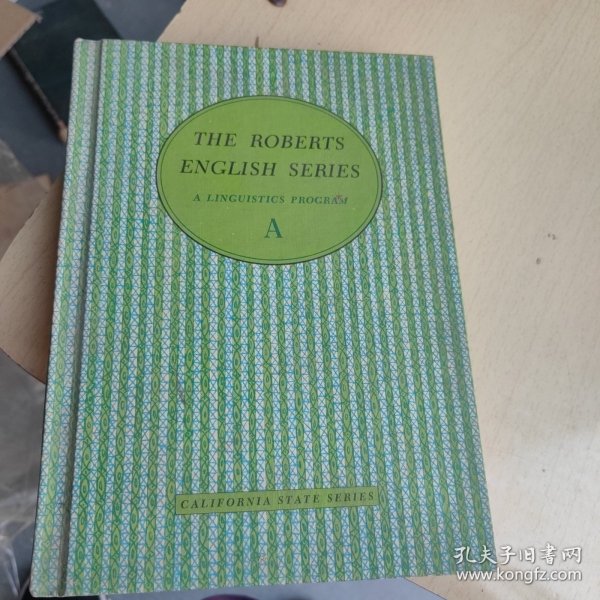 THE ROBERTS
ENGLISH SERIES
A LINGUISTICS PROGRAM
A
CALIFORNIA STATE SERIES
孔夫子旧书网
www.kongfz.com